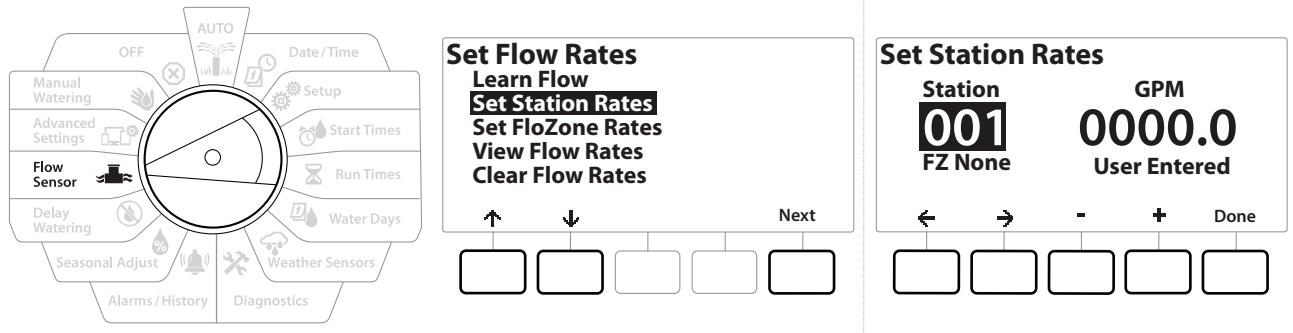 AUTO
OFF
Date/Time
Manual
Watering
Setup
Advanced
Settings
Start Times
Flow
Sensor
Run Times
Delay
Watering
Water Days
Seasonal Adjust
Weather Sensors
Alarms/History
Diagnostics
Set Flow Rates
Learn Flow
Set Station Rates
Set FloZone Rates
View Flow Rates
Clear Flow Rates
Next
Set Station Rates
Station
GPM
001
0000.0
FZ None
User Entered
- + Done